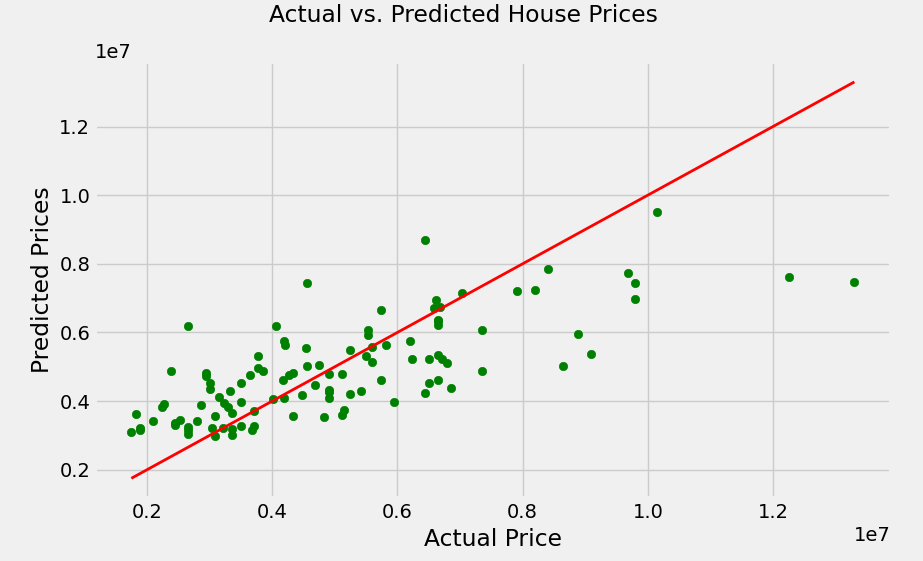 Actual vs. Predicted House Prices
1e7
1.2
1.0
0.8
0.6
0.4
0.2
Predicted Prices
0.2 0.4 0.6 0.8 1.0 1.2
1e7
Actual Price